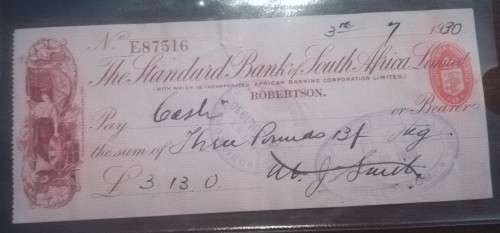 3rd 7 1930
No E87516
The Standard Bank of South Africa Limited
(WITH WHICH IS INCORPORATED AFRICAN BANKING CORPORATION LIMITED)
ROBERTSON.
Pay Cash or Bearer
the sum of Three Pounds 13/
£ 3 13. 0. Smith